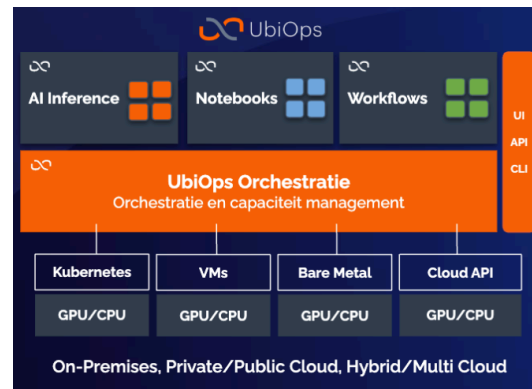 UbiOps
AI Inference
Notebooks
Workflows
UI
API
CLI
UbiOps Orchestratie
Orchestratie en capaciteit management
Kubernetes
VMs
Bare Metal
Cloud API
GPU/CPU
GPU/CPU
GPU/CPU
GPU/CPU
On-Premises, Private/Public Cloud, Hybrid/Multi Cloud